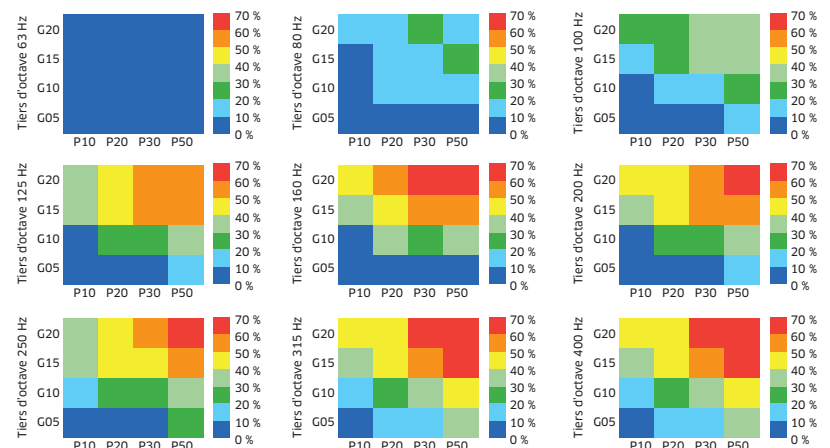 Tiers d'octave 63 Hz
G20
G15
G10
G05
P10 P20 P30 P50
70 %
60 %
50 %
40 %
30 %
20 %
10 %
0 %
Tiers d'octave 80 Hz
G20
G15
G10
G05
P10 P20 P30 P50
70 %
60 %
50 %
40 %
30 %
20 %
10 %
0 %
Tiers d'octave 100 Hz
G20
G15
G10
G05
P10 P20 P30 P50
70 %
60 %
50 %
40 %
30 %
20 %
10 %
0 %
Tiers d'octave 125 Hz
G20
G15
G10
G05
P10 P20 P30 P50
70 %
60 %
50 %
40 %
30 %
20 %
10 %
0 %
Tiers d'octave 160 Hz
G20
G15
G10
G05
P10 P20 P30 P50
70 %
60 %
50 %
40 %
30 %
20 %
10 %
0 %
Tiers d'octave 200 Hz
G20
G15
G10
G05
P10 P20 P30 P50
70 %
60 %
50 %
40 %
30 %
20 %
10 %
0 %
Tiers d'octave 250 Hz
G20
G15
G10
G05
P10 P20 P30 P50
70 %
60 %
50 %
40 %
30 %
20 %
10 %
0 %
Tiers d'octave 315 Hz
G20
G15
G10
G05
P10 P20 P30 P50
70 %
60 %
50 %
40 %
30 %
20 %
10 %
0 %
Tiers d'octave 400 Hz
G20
G15
G10
G05
P10 P20 P30 P50
70 %
60 %
50 %
40 %
30 %
20 %
10 %
0 %